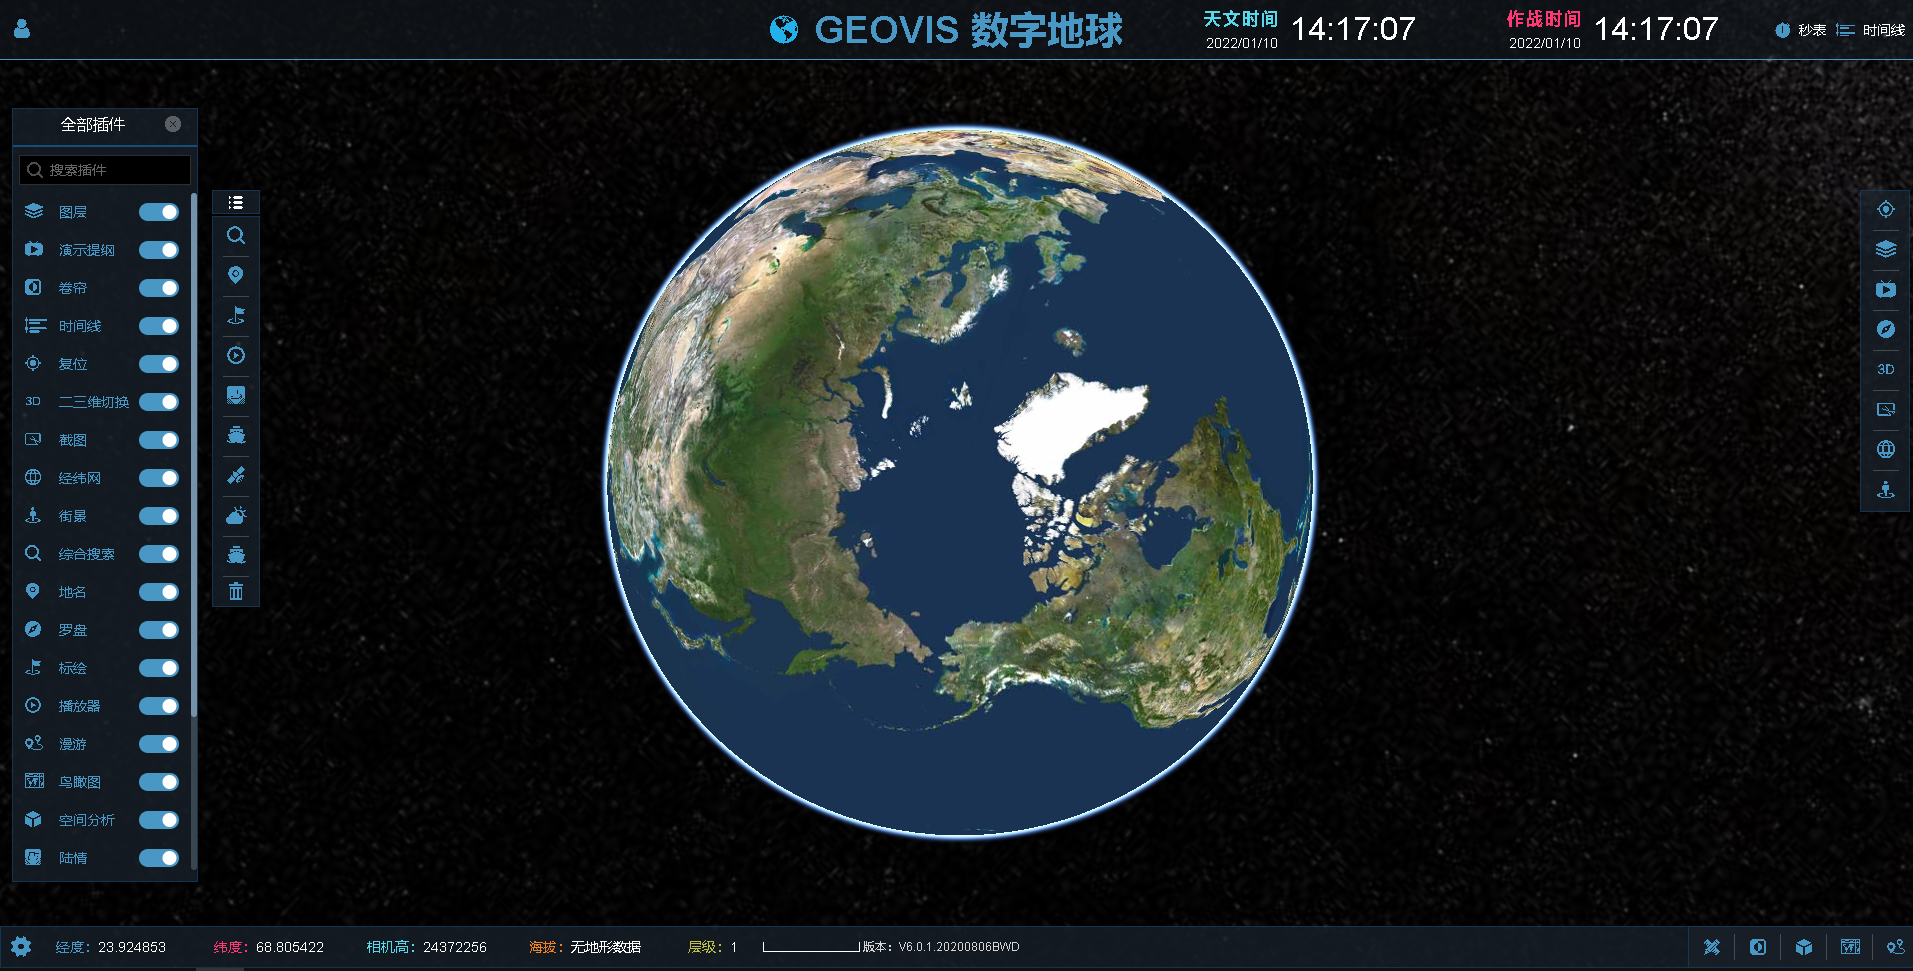 GEOVIS 数字地球
天文时间
2022/01/10
14:17:07
作战时间
2022/01/10
14:17:07
秒表
时间线
全部插件
搜索插件
图层
演示提纲
卷帘
时间线
复位
3D 二三维切换
截图
经纬网
街景
综合搜索
地名
罗盘
标绘
播放器
漫游
鸟瞰图
空间分析
陆情
3D
经度：23.924853
纬度：68.805422
相机高：24372256
海拔：无地形数据
层级：1
版本：V6.0.1.20200806BWD